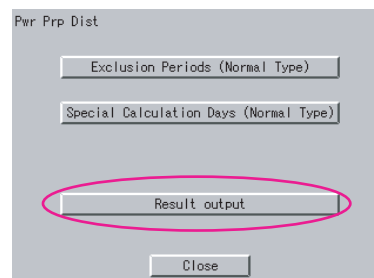 Pwr Prp Dist
Exclusion Periods (Normal Type)
Special Calculation Days (Normal Type)
Result output
Close